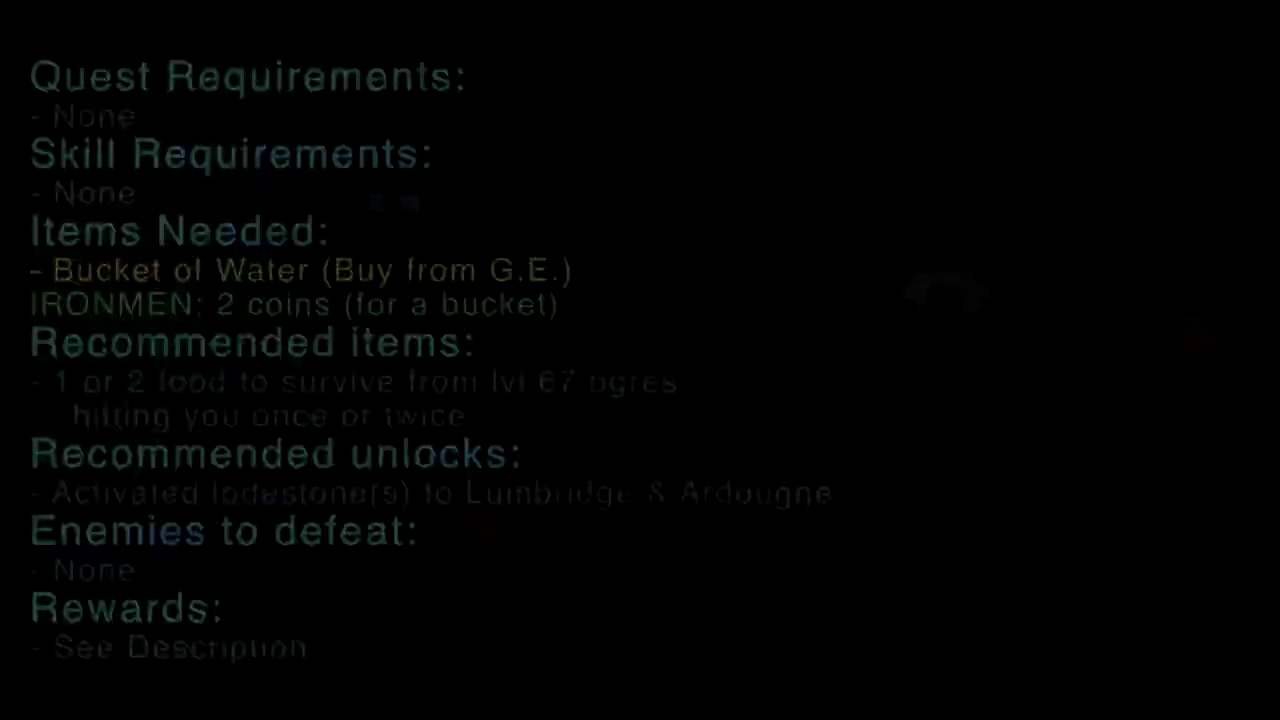 Quest Requirements:
- None
Skill Requirements:
- None
Items Needed:
- Bucket of Water (Buy from G.E.)
IRONMEN: 2 coins (for a bucket)
Recommended items:
- 1 or 2 food to survive from lvl 67 ogres
hitting you once or twice
Recommended unlocks:
- Activated lodestone(s) to Lumbridge & Ardougne
Enemies to defeat:
- None
Rewards:
- See Description